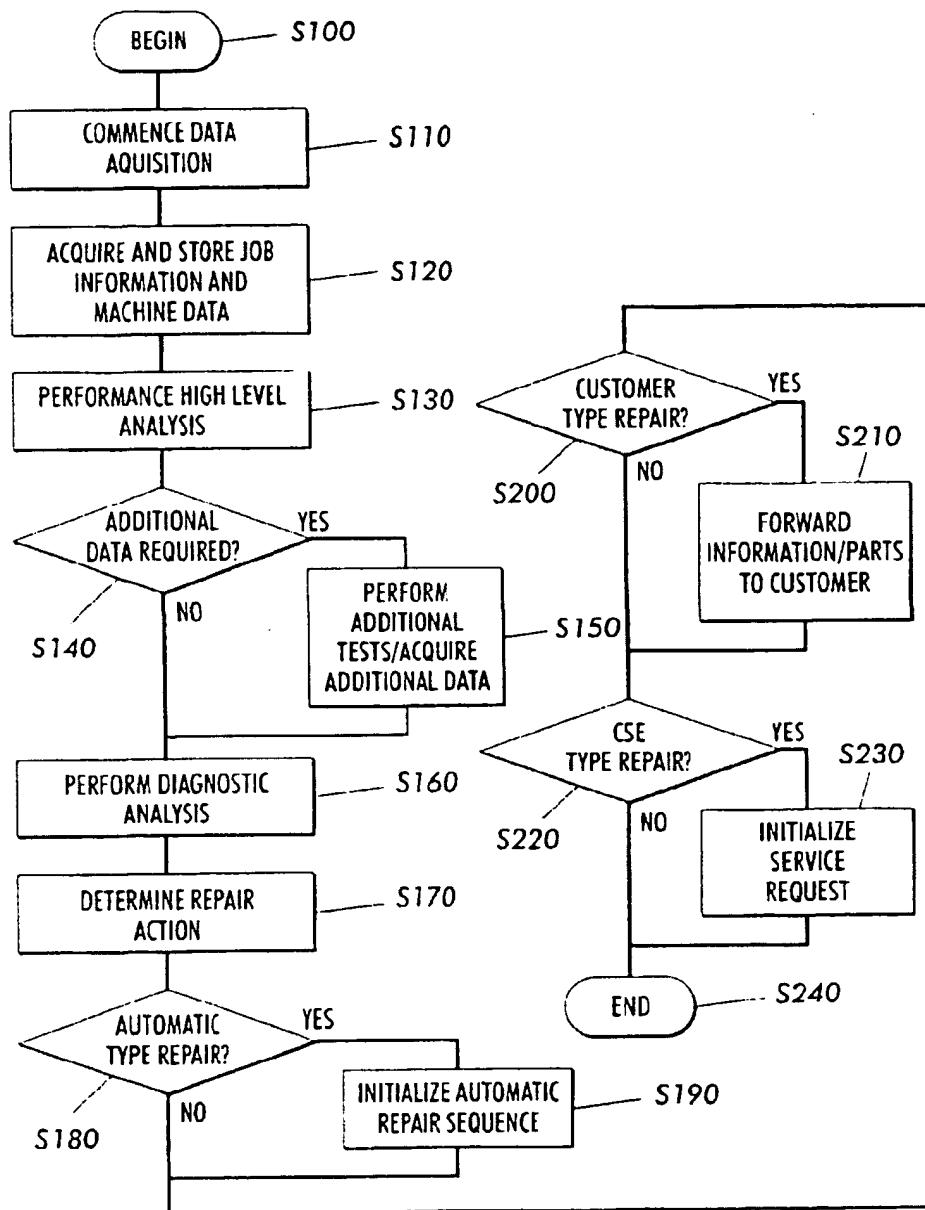 BEGIN
S100
COMMENCE DATA
AQUISITION
S110
ACQUIRE AND STORE JOB
INFORMATION AND
MACHINE DATA
S120
PERFORMANCE HIGH LEVEL
ANALYSIS
S130
ADDITIONAL
DATA REQUIRED?
YES
NO
S140
PERFORM
ADDITIONAL
TESTS/ACQUIRE
ADDITIONAL DATA
S150
PERFORM DIAGNOSTIC
ANALYSIS
S160
DETERMINE REPAIR
ACTION
S170
AUTOMATIC
TYPE REPAIR?
YES
NO
S180
INITIALIZE AUTOMATIC
REPAIR SEQUENCE
S190
CUSTOMER
TYPE REPAIR?
YES
NO
S200
S210
FORWARD
INFORMATION/PARTS
TO CUSTOMER
CSE
TYPE REPAIR?
YES
NO
S220
S230
INITIALIZE
SERVICE
REQUEST
END
S240